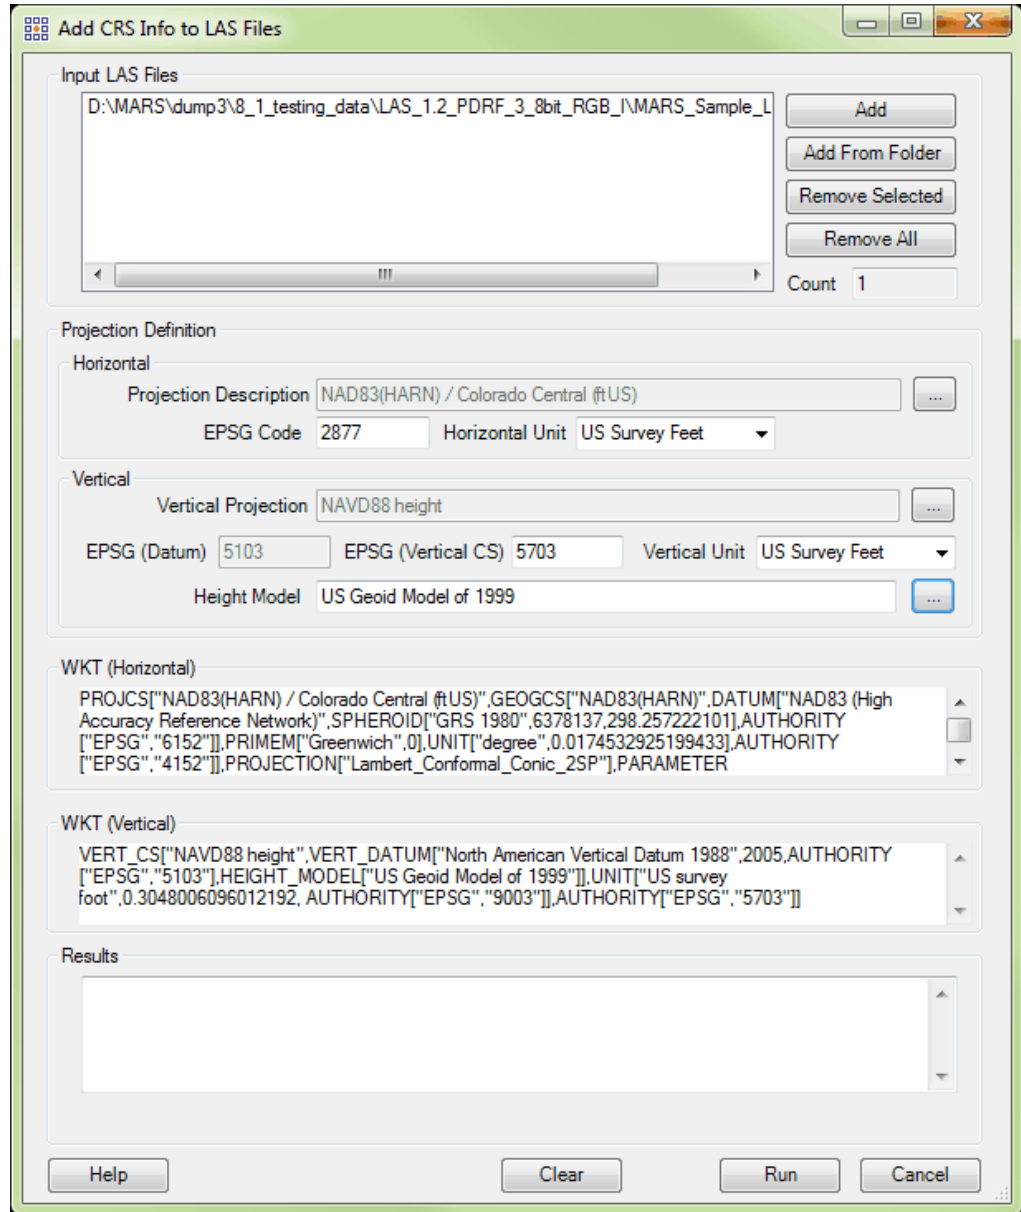 Add CRS Info to LAS Files
Input LAS Files
D:\MARS\dump3\8_1_testing_data\LAS_1.2_PDRF_3_8bit_RGB_I\MARS_Sample_L
Add
Add From Folder
Remove Selected
Remove All
Count 1
Projection Definition
Horizontal
Projection Description NAD83(HARN) / Colorado Central (ftUS) ...
EPSG Code 2877 Horizontal Unit US Survey Feet
Vertical
Vertical Projection NAVD88 height ...
EPSG (Datum) 5103 EPSG (Vertical CS) 5703 Vertical Unit US Survey Feet
Height Model US Geoid Model of 1999 ...
WKT (Horizontal)
PROJCS["NAD83(HARN) / Colorado Central (ftUS)",GEOGCS["NAD83(HARN)",DATUM["NAD83 (High
Accuracy Reference Network)",SPHEROID["GRS 1980",6378137,298.257222101],AUTHORITY
["EPSG","6152"]],PRIMEM["Greenwich",0],UNIT["degree",0.0174532925199433],AUTHORITY
["EPSG","4152"]],PROJECTION["Lambert_Conformal_Conic_2SP"],PARAMETER
WKT (Vertical)
VERT_CS["NAVD88 height",VERT_DATUM["North American Vertical Datum 1988",2005,AUTHORITY
["EPSG","5103"],HEIGHT_MODEL["US Geoid Model of 1999"]],UNIT["US survey
foot",0.3048006096012192, AUTHORITY["EPSG","9003"]],AUTHORITY["EPSG","5703"]]
Results
Help Clear Run Cancel